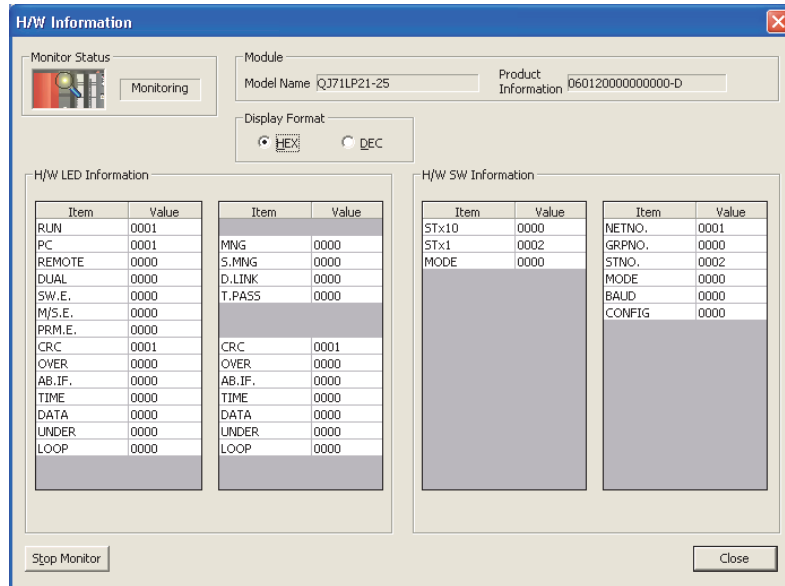 H/W Information
Monitor Status
Monitoring
Module
Model Name QJ71LP21-25
Product Information 060120000000000-D
Display Format
HEX DEC
H/W LED Information
Item Value
RUN 0001
PC 0001
REMOTE 0000
DUAL 0000
SW.E. 0000
M/S.E. 0000
PRM.E. 0000
CRC 0001
OVER 0000
AB.IF. 0000
TIME 0000
DATA 0000
UNDER 0000
LOOP 0000
Item Value
MNG 0000
S.MNG 0000
D.LINK 0000
T.PASS 0000
CRC 0001
OVER 0000
AB.IF. 0000
TIME 0000
DATA 0000
UNDER 0000
LOOP 0000
H/W SW Information
Item Value
STx10 0000
STx1 0002
MODE 0000
Item Value
NETNO. 0001
GRPNO. 0000
STNO. 0002
MODE 0000
BAUD 0000
CONFIG 0000
Stop Monitor
Close